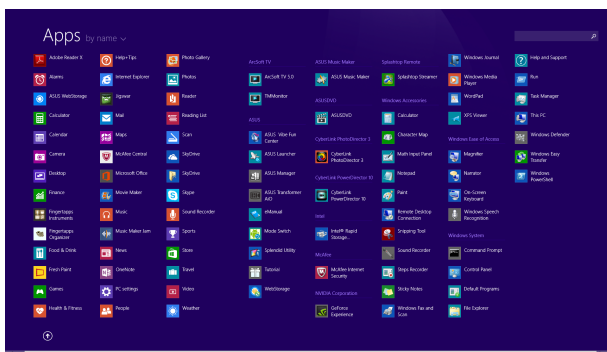 Apps by name
Adobe Reader X
Alarms
ASUS WebStorage
Calculator
Calendar
Camera
Desktop
Finance
Fingertapps
Instruments
Fingertapps
Organizer
Food & Drink
Fresh Paint
Games
Health & Fitness
Help+Tips
Internet Explorer
Jigsaw
Mail
Maps
McAfee Central
Microsoft Office
Movie Maker
Music
Music Maker Jam
News
OneNote
PC settings
People
Photo Gallery
Photos
Reader
Reading List
Scan
SkyDrive
SkyDrive
Skype
Sound Recorder
Sports
Store
Travel
Video
Weather
ArcSoft TV
ArcSoft TV 5.0
TMMonitor
ASUS
ASUS Vibe Fun
Center
ASUS Launcher
ASUS Manager
ASUS Transformer
AiO
eManual
Mode Switch
Splendid Utility
Tutorial
WebStorage
ASUS Music Maker
ASUS Music Maker
ASUSDVD
ASUSDVD
CyberLink PhotoDirector 3
CyberLink
PhotoDirector 3
CyberLink PowerDirector 10
CyberLink
PowerDirector 10
Intel
Intel® Rapid
Storage...
McAfee
McAfee Internet
Security
NVIDIA Corporation
GeForce
Experience
Splashtop Remote
Splashtop Streamer
Windows Accessories
Calculator
Character Map
Math Input Panel
Notepad
Paint
Remote Desktop
Connection
Snipping Tool
Sound Recorder
Steps Recorder
Sticky Notes
Windows Fax and
Scan
Windows Journal
Windows Media
Player
WordPad
XPS Viewer
Windows Ease of Access
Magnifier
Narrator
On-Screen
Keyboard
Windows Speech
Recognition
Windows System
Command Prompt
Control Panel
Default Programs
File Explorer
Help and Support
Run
Task Manager
This PC
Windows Defender
Windows Easy
Transfer
Windows
PowerShell